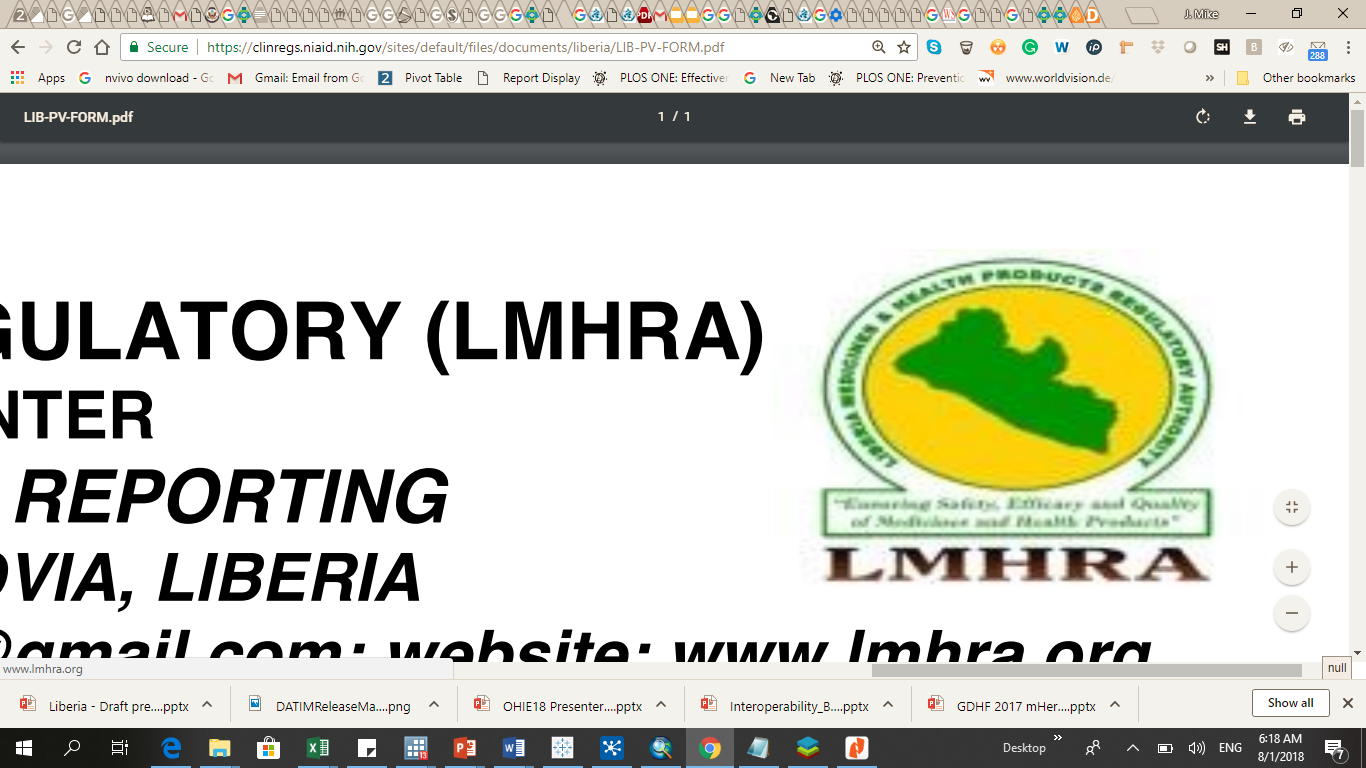 2
J. Mike
Secure
https://clinregs.niaid.nih.gov/sites/default/files/documents/liberia/LIB-PV-FORM.pdf
288
Apps
nvivo download - Go
Gmail: Email from Go
2
Pivot Table
Report Display
PLOS ONE: Effective
New Tab
PLOS ONE: Preventic
www.worldvision.de/
»
Other bookmarks
LIB-PV-FORM.pdf
1 / 1
GULATORY (LMHRA)
NTER
REPORTING
OVIA, LIBERIA
@gmail.com; website: www.lmhra.org
LIBERIA MEDICINES & HEALTH PRODUCTS REGULATORY AUTHORITY
"Ensuring Safety, Efficacy and Quality
of Medicines and Health Products"
LMHRA
www.lmhra.org
null
Liberia - Draft pre....pptx
DATIMReleaseMa....png
OHIE18 Presenter....pptx
Interoperability_B....pptx
GDHF 2017 mHer....pptx
Show all
Desktop
»
ENG
6:18 AM
8/1/2018
7